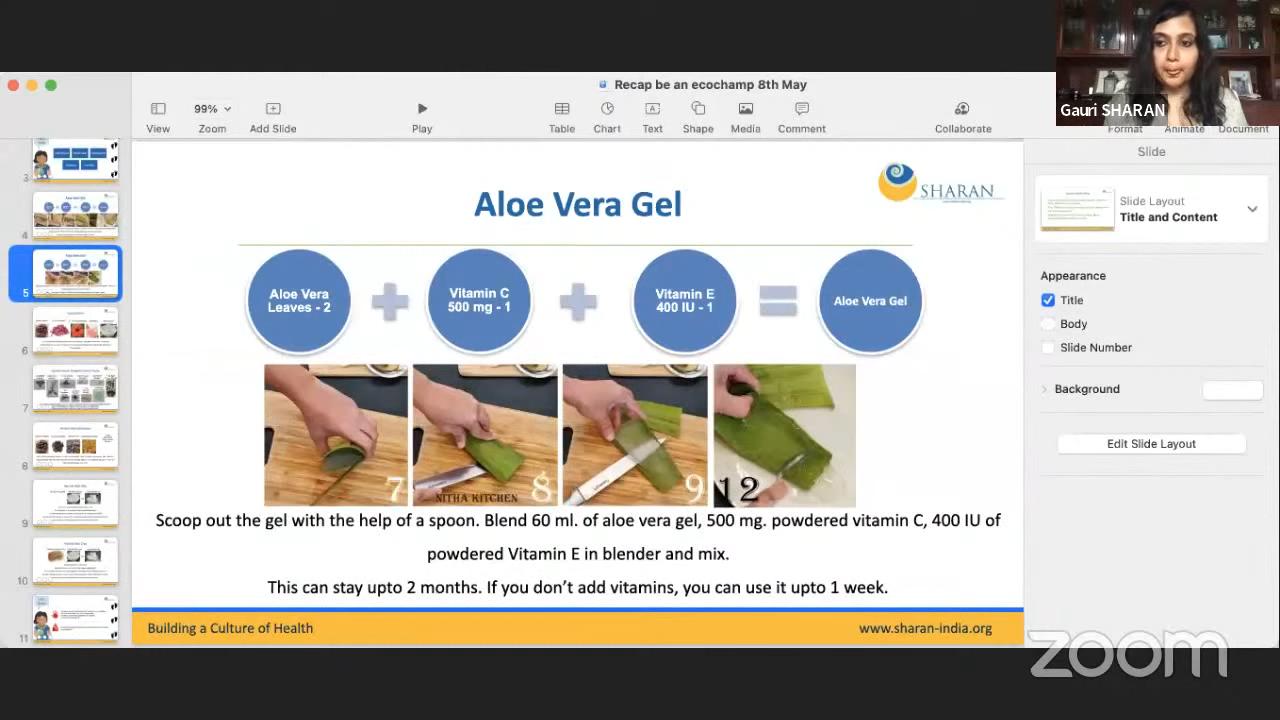 Recap be an ecochamp 8th May
99%
View
Zoom
Add Slide
Play
Table
Chart
Text
Shape
Media
Comment
Collaborate
Format
Animate
Document
Gauri SHARAN
Slide
Slide Layout
Title and Content
Appearance
Title
Body
Slide Number
Background
Edit Slide Layout
3
4
5
6
7
8
9
10
11
SHARAN
Aloe Vera Gel
Aloe Vera
Leaves - 2
Vitamin C
500 mg - 1
Vitamin E
400 IU - 1
Aloe Vera Gel
7
NITHA KITCHEN
8
9
12
Scoop out the gel with the help of a spoon. Blend 60 ml. of aloe vera gel, 500 mg. powdered vitamin C, 400 IU of
powdered Vitamin E in blender and mix.
This can stay upto 2 months. If you don’t add vitamins, you can use it upto 1 week.
Building a Culture of Health
www.sharan-india.org
zoom